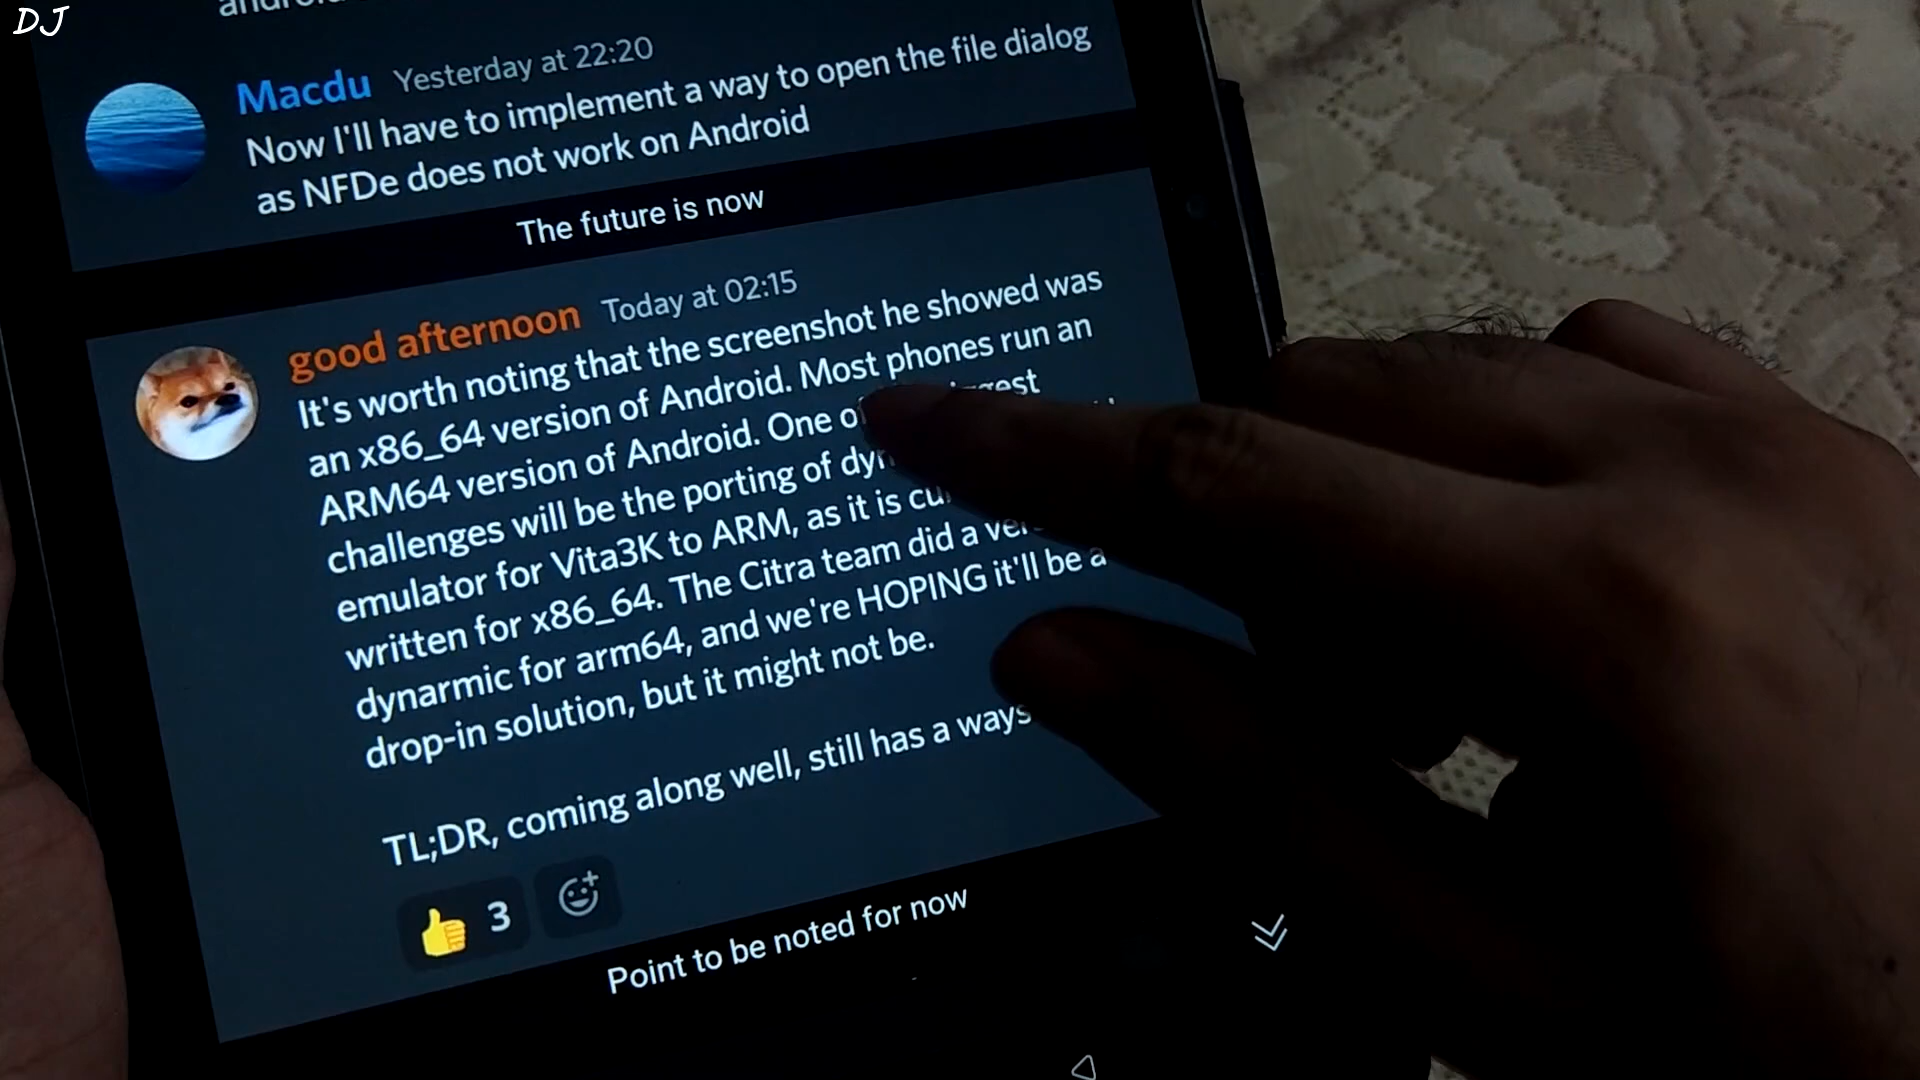 DJ
Macdu Yesterday at 22:20
Now I'll have to implement a way to open the file dialog
as NFDe does not work on Android
The future is now
good afternoon Today at 02:15
It's worth noting that the screenshot he showed was
an x86_64 version of Android. Most phones run an
ARM64 version of Android. One
challenges will be the porting of
emulator for Vita3K to ARM, as it is
written for x86_64. The Citra team did a
dynarmic for arm64, and we're HOPING it'll be a
drop-in solution, but it might not be.
TL;DR, coming along well, still has a ways
3
Point to be noted for now